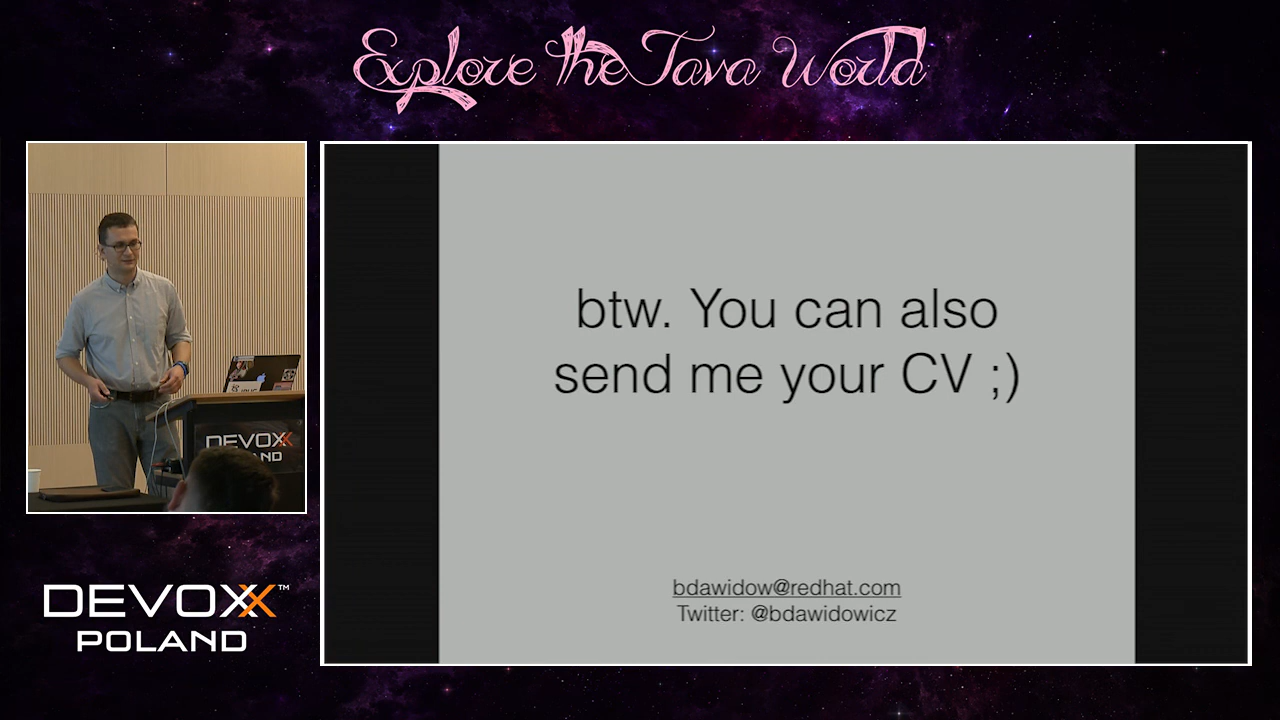 Explore the Java World
btw. You can also
send me your CV ;)
bdawidow@redhat.com
Twitter: @bdawidowicz
DEVOXX
DEVOXX™
POLAND